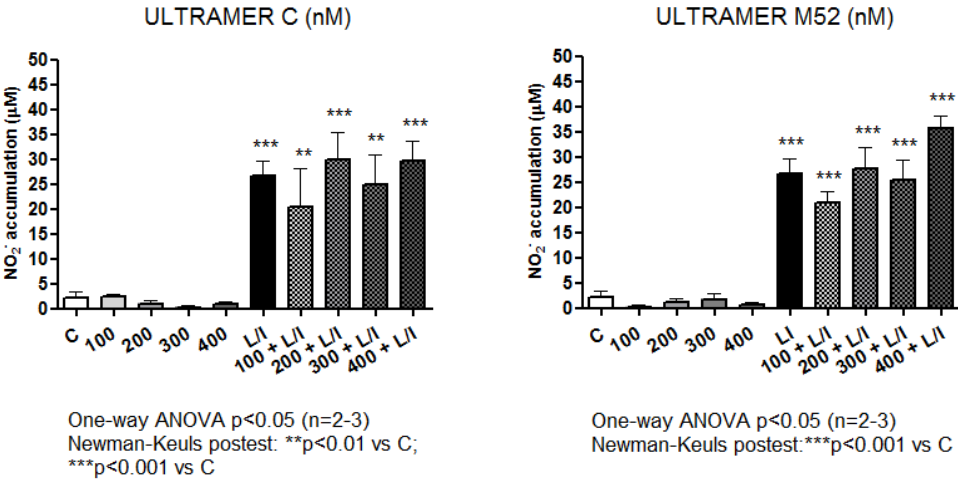 ULTRAMER C (nM)
NO₂⁻ accumulation (µM)
50
45
40
35
30
25
20
15
10
5
0
***
**
***
**
***
C
100
200
300
400
L/I
100 + L/I
200 + L/I
300 + L/I
400 + L/I
One-way ANOVA p<0.05 (n=2-3)
Newman-Keuls postest: **p<0.01 vs C;
***p<0.001 vs C
ULTRAMER M52 (nM)
NO₂⁻ accumulation (µM)
50
45
40
35
30
25
20
15
10
5
0
***
***
***
***
***
C
100
200
300
400
LI
100 + L/I
200 + L/I
300 + L/I
400 + L/I
One-way ANOVA p<0.05 (n=2-3)
Newman-Keuls postest:***p<0.001 vs C